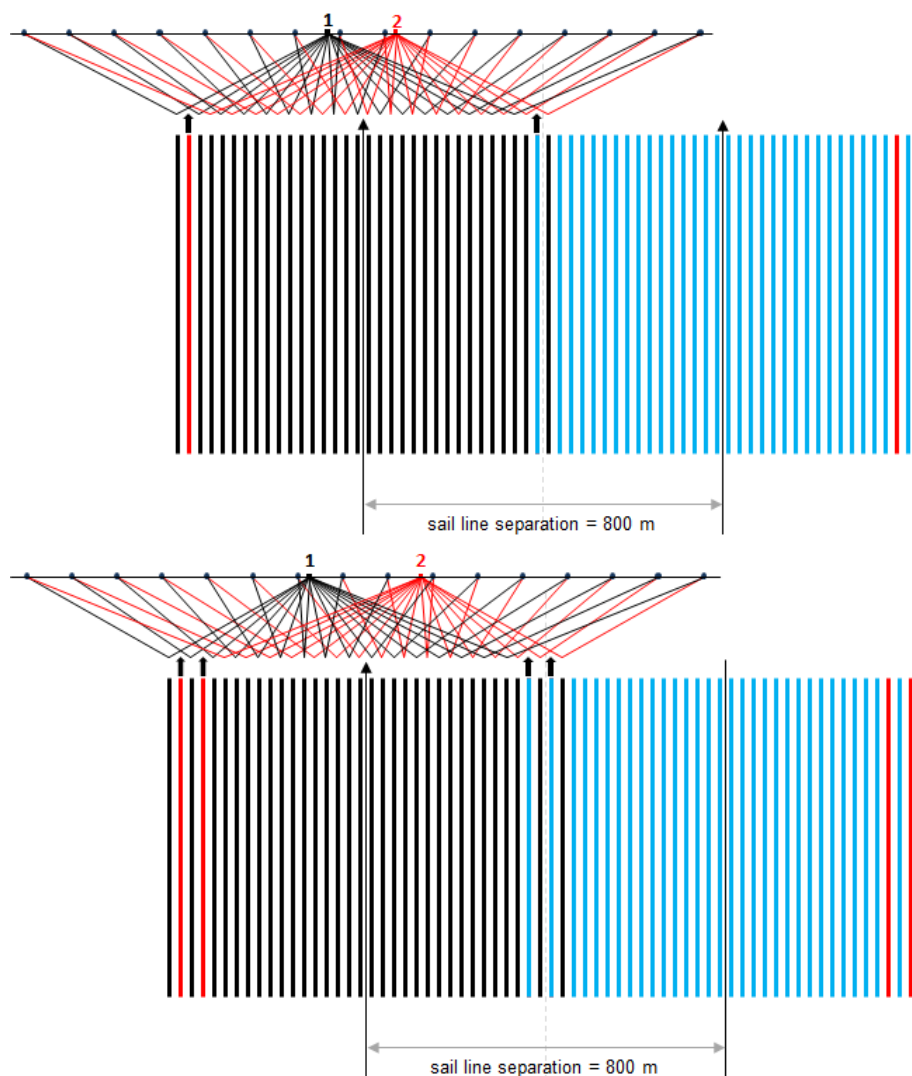 1 2
sail line separation = 800 m
1 2
sail line separation = 800 m